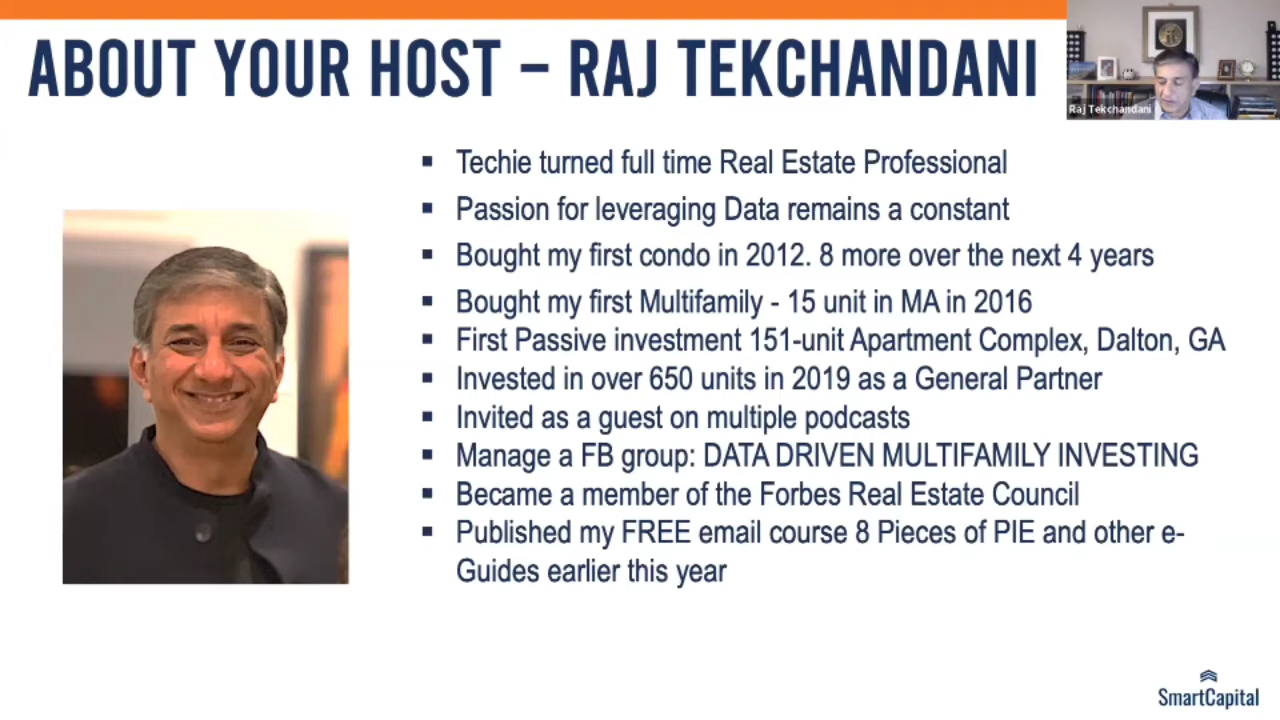 ABOUT YOUR HOST – RAJ TEKCHANDANI
Raj Tekchandani
▪ Techie turned full time Real Estate Professional
▪ Passion for leveraging Data remains a constant
▪ Bought my first condo in 2012. 8 more over the next 4 years
▪ Bought my first Multifamily - 15 unit in MA in 2016
▪ First Passive investment 151-unit Apartment Complex, Dalton, GA
▪ Invested in over 650 units in 2019 as a General Partner
▪ Invited as a guest on multiple podcasts
▪ Manage a FB group: DATA DRIVEN MULTIFAMILY INVESTING
▪ Became a member of the Forbes Real Estate Council
▪ Published my FREE email course 8 Pieces of PIE and other e-
Guides earlier this year
SmartCapital